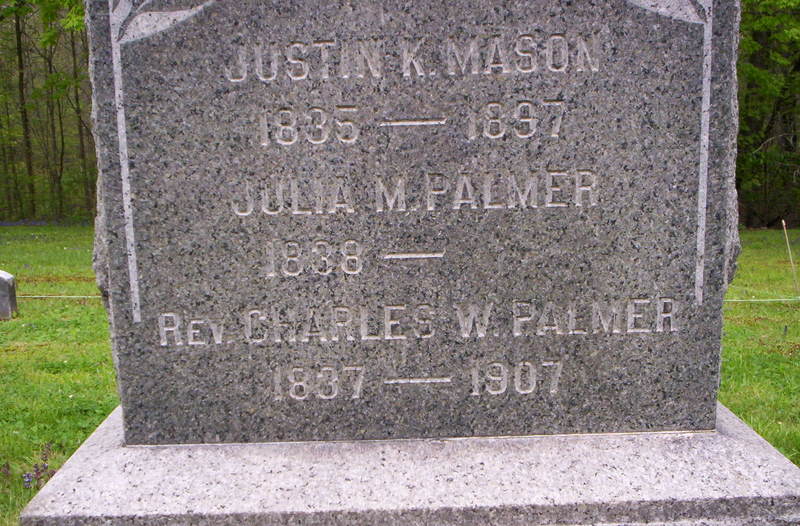 JUSTIN K. MASON
1835 — 1897
JULIA M. PALMER
1838 —
REV. CHARLES W. PALMER
1837 — 1907